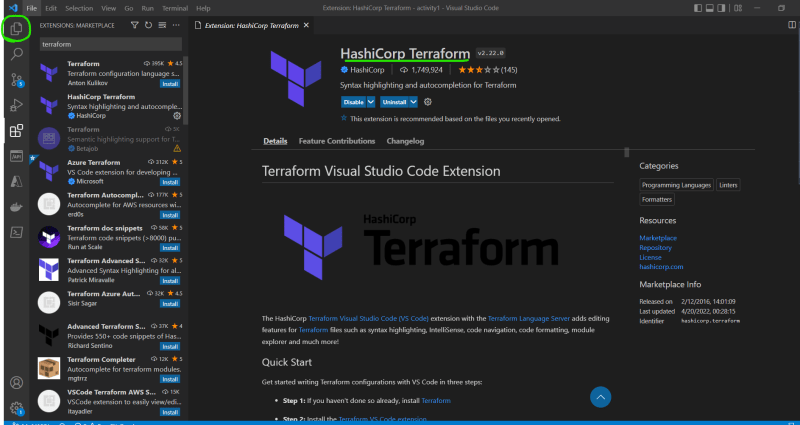 File Edit Selection View Go Run Terminal Help
Extension: HashiCorp Terraform - activity1 - Visual Studio Code
EXTENSIONS: MARKETPLACE
terraform
Terraform 395K 4.5
Terraform configuration language s...
Anton Kulikov Install
HashiCorp Terraform
Syntax highlighting and autocomple...
HashiCorp
Terraform
Semantic highlighting support for T...
Betajob
Azure Terraform 312K 5
VS Code extension for developing ...
Microsoft Install
Terraform Autocompl... 177K 5
Autocomplete for AWS resources wi...
erd0s Install
Terraform doc snippets 58K 5
Terraform code snippets (>8000) pu...
Run at Scale Install
Terraform Advanced S... 5
Advanced Syntax Highlighting for al...
Patrick Miravalle Install
Terraform Azure Aut... 32K 4.5
Sisir Sagar Install
Advanced Terraform S... 37K 4
Provides 550+ code snippets of Has...
Richard Sentino Install
Terraform Completer 12K 5
Autocomplete for terraform modules.
mgtrrz Install
VSCode Terraform AWS S... 15K
VSCode extension to easily view/edi...
itayadler Install
Extension: HashiCorp Terraform
HashiCorp Terraform v2.22.0
HashiCorp 1,749,924 (145)
Syntax highlighting and autocompletion for Terraform
Disable Uninstall
This extension is recommended based on the files you recently opened.
Details Feature Contributions Changelog
Terraform Visual Studio Code Extension
HashiCorp
Terraform
The HashiCorp Terraform Visual Studio Code (VS Code) extension with the Terraform Language Server adds editing
features for Terraform files such as syntax highlighting, IntelliSense, code navigation, code formatting, module
explorer and much more!
Quick Start
Get started writing Terraform configurations with VS Code in three steps:
• Step 1: If you haven't done so already, install Terraform
• Step 2: Install the Terraform VS Code extension
Categories
Programming Languages Linters
Formatters
Resources
Marketplace
Repository
License
hashicorp.com
Marketplace Info
Released on 2/12/2016, 14:01:09
Last updated 4/20/2022, 00:28:15
Identifier hashicorp.terraform